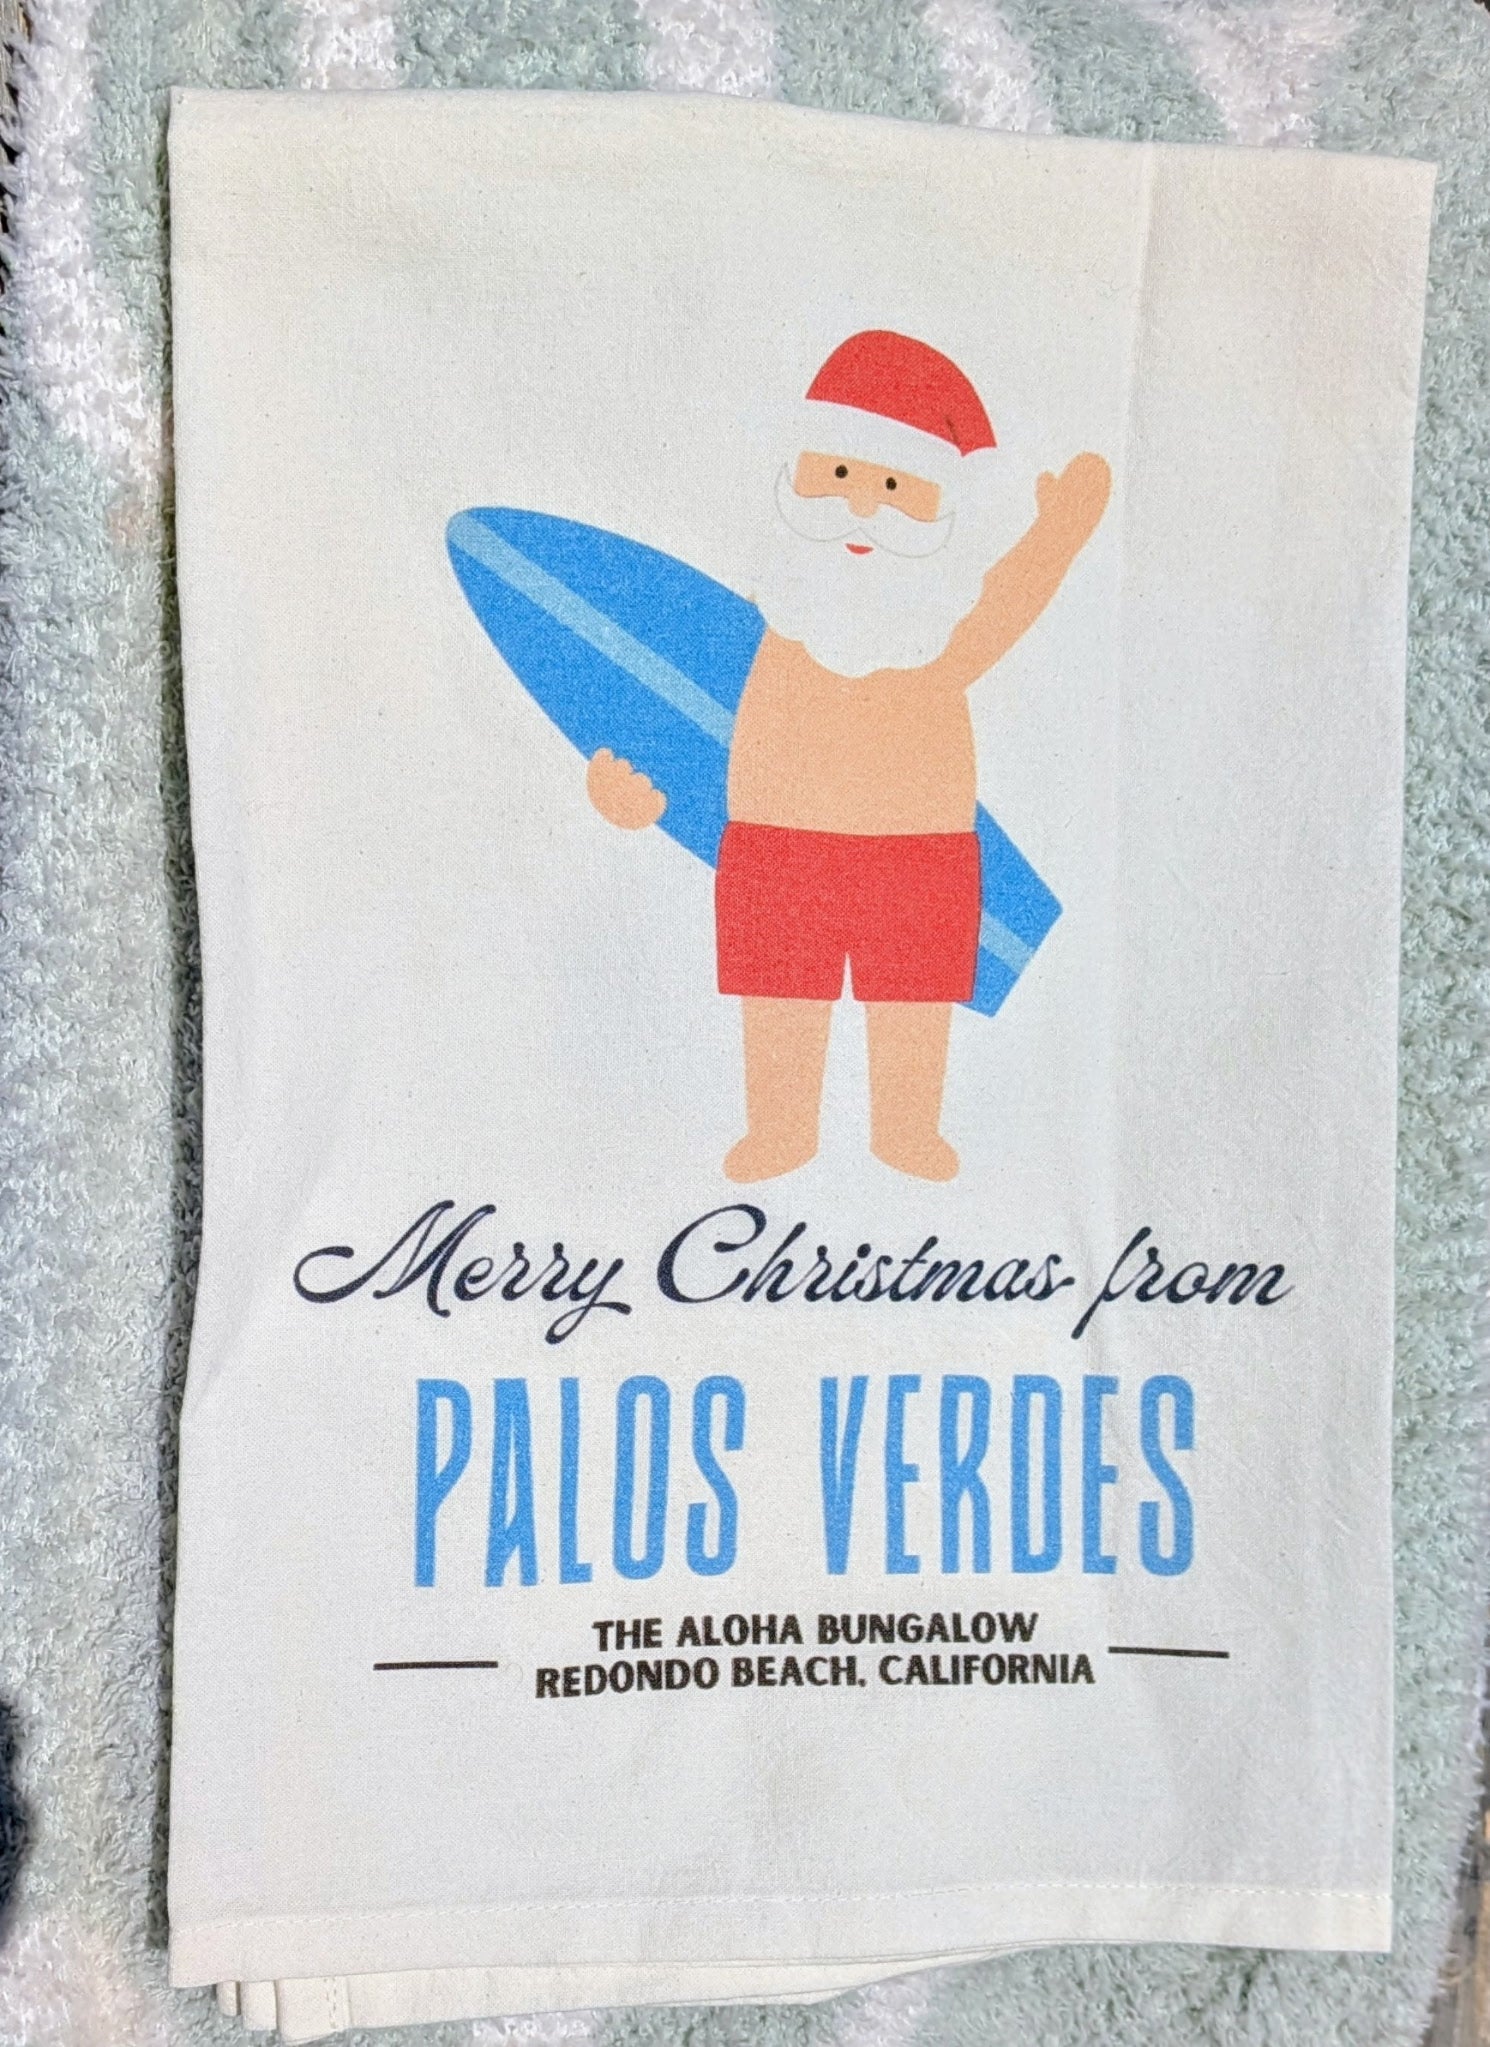 Merry Christmas from
PALOS VERDES
THE ALOHA BUNGALOW
REDONDO BEACH, CALIFORNIA